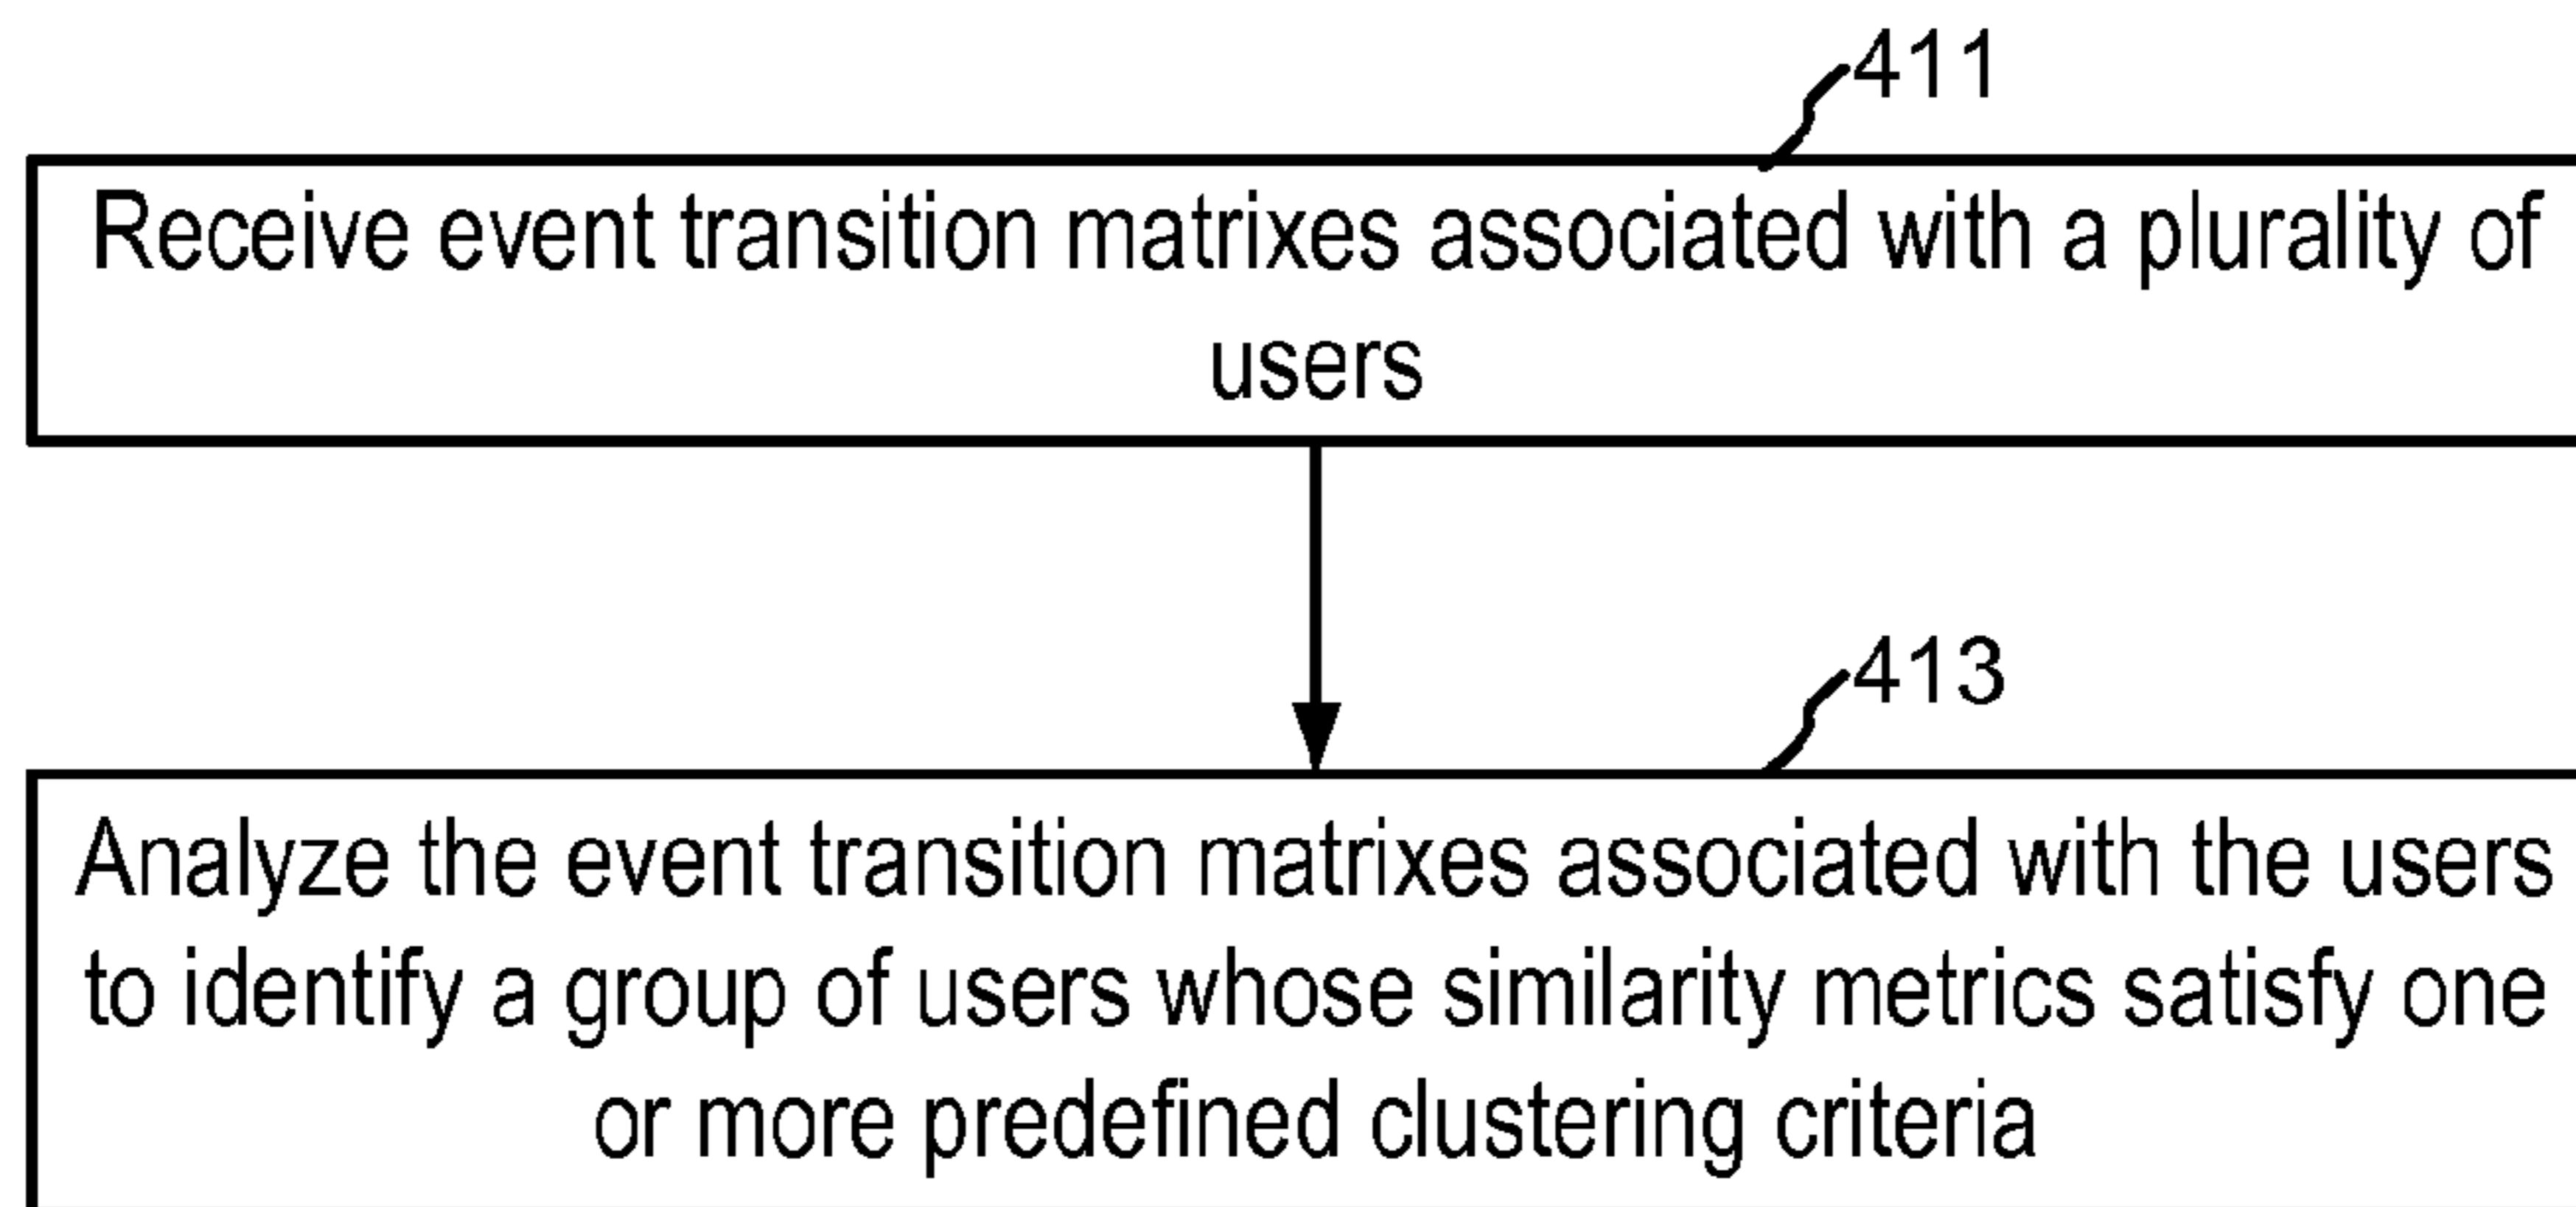 411
Receive event transition matrixes associated with a plurality of
users
413
Analyze the event transition matrixes associated with the users
to identify a group of users whose similarity metrics satisfy one
or more predefined clustering criteria